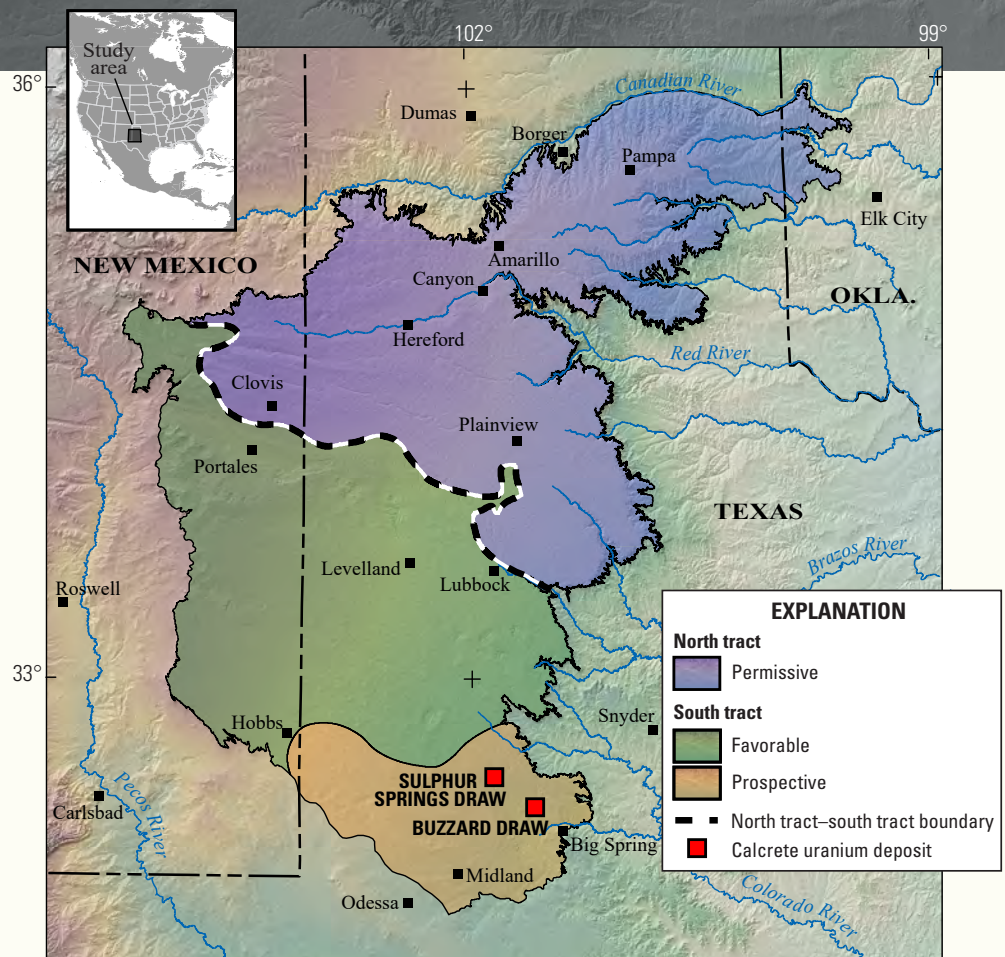 Study
area
102°
99°
36°
Canadian River
Dumas
Borger
Pampa
Elk City
NEW MEXICO
Amarillo
Canyon
OKLA.
Hereford
Red River
Clovis
Plainview
Portales
TEXAS
Brazos River
Levelland
Lubbock
Roswell
33°
Hobbs
Snyder
SULPHUR
SPRINGS DRAW
BUZZARD DRAW
Carlsbad
Pecos River
Big Spring
Midland
Odessa
Colorado River
EXPLANATION
North tract
Permissive
South tract
Favorable
Prospective
North tract–south tract boundary
Calcrete uranium deposit